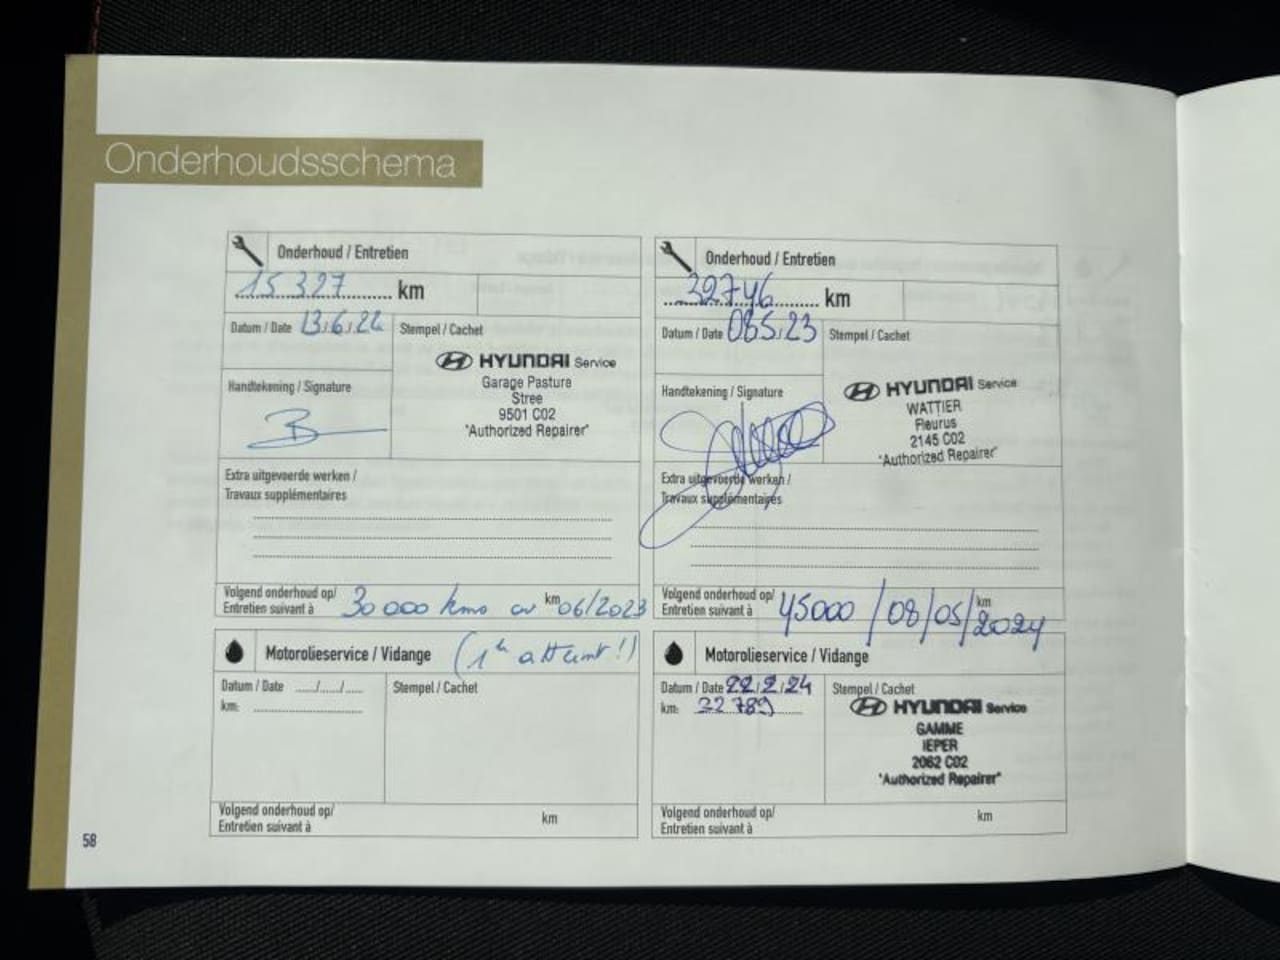 Onderhoudsschema
Onderhoud / Entretien
15 327 km
Datum / Date 13/6/22
Stempel / Cachet
HYUNDAI Service
Garage Pasture
Stree
9501 C02
"Authorized Repairer"
Handtekening / Signature
Extra uitgevoerde werken /
Travaux supplémentaires
Volgend onderhoud op/
Entretien suivant à
30 000 kms ou km 06/2023
Motorolieservice / Vidange
(1er atteint !)
Datum / Date ..../..../....
km:
Stempel / Cachet
Volgend onderhoud op/
Entretien suivant à
km
Onderhoud / Entretien
32746 km
Datum / Date 08.5.23
Stempel / Cachet
HYUNDAI Service
WATTIER
Fleurus
2145 C02
"Authorized Repairer"
Handtekening / Signature
Extra uitgevoerde werken /
Travaux supplémentaires
Volgend onderhoud op/
Entretien suivant à
45000 /08/05/2024 km
Motorolieservice / Vidange
Datum / Date 22/2/24
km: 32 789
Stempel / Cachet
HYUNDAI Service
GAMME
IEPER
2062 C02
"Authorized Repairer"
Volgend onderhoud op/
Entretien suivant à
km
58